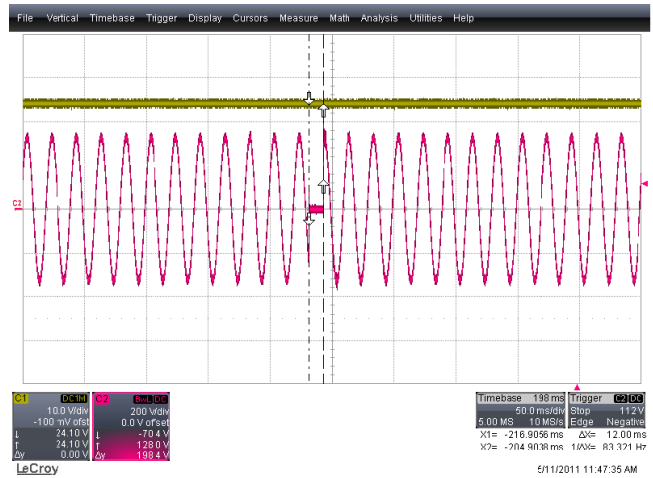 File Vertical Timebase Trigger Display Cursors Measure Math Analysis Utilities Help
C2
C1 DC1M
10.0 V/div
-100 mV ofst
↓ 24.10 V
↑ 24.10 V
Δy 0.00 V
C2 BwL DC
200 V/div
0.0 V ofset
↓ -70.4 V
↑ 128.0 V
Δy 198.4 V
Timebase 198 ms
50.0 ms/div
5.00 MS 10 MS/s
X1= -216.9056 ms ΔX= 12.00 ms
X2= -204.9038 ms 1/ΔX= 83.321 Hz
Trigger C2 DC
Stop 112 V
Edge Negative
LeCroy
5/11/2011 11:47:35 AM